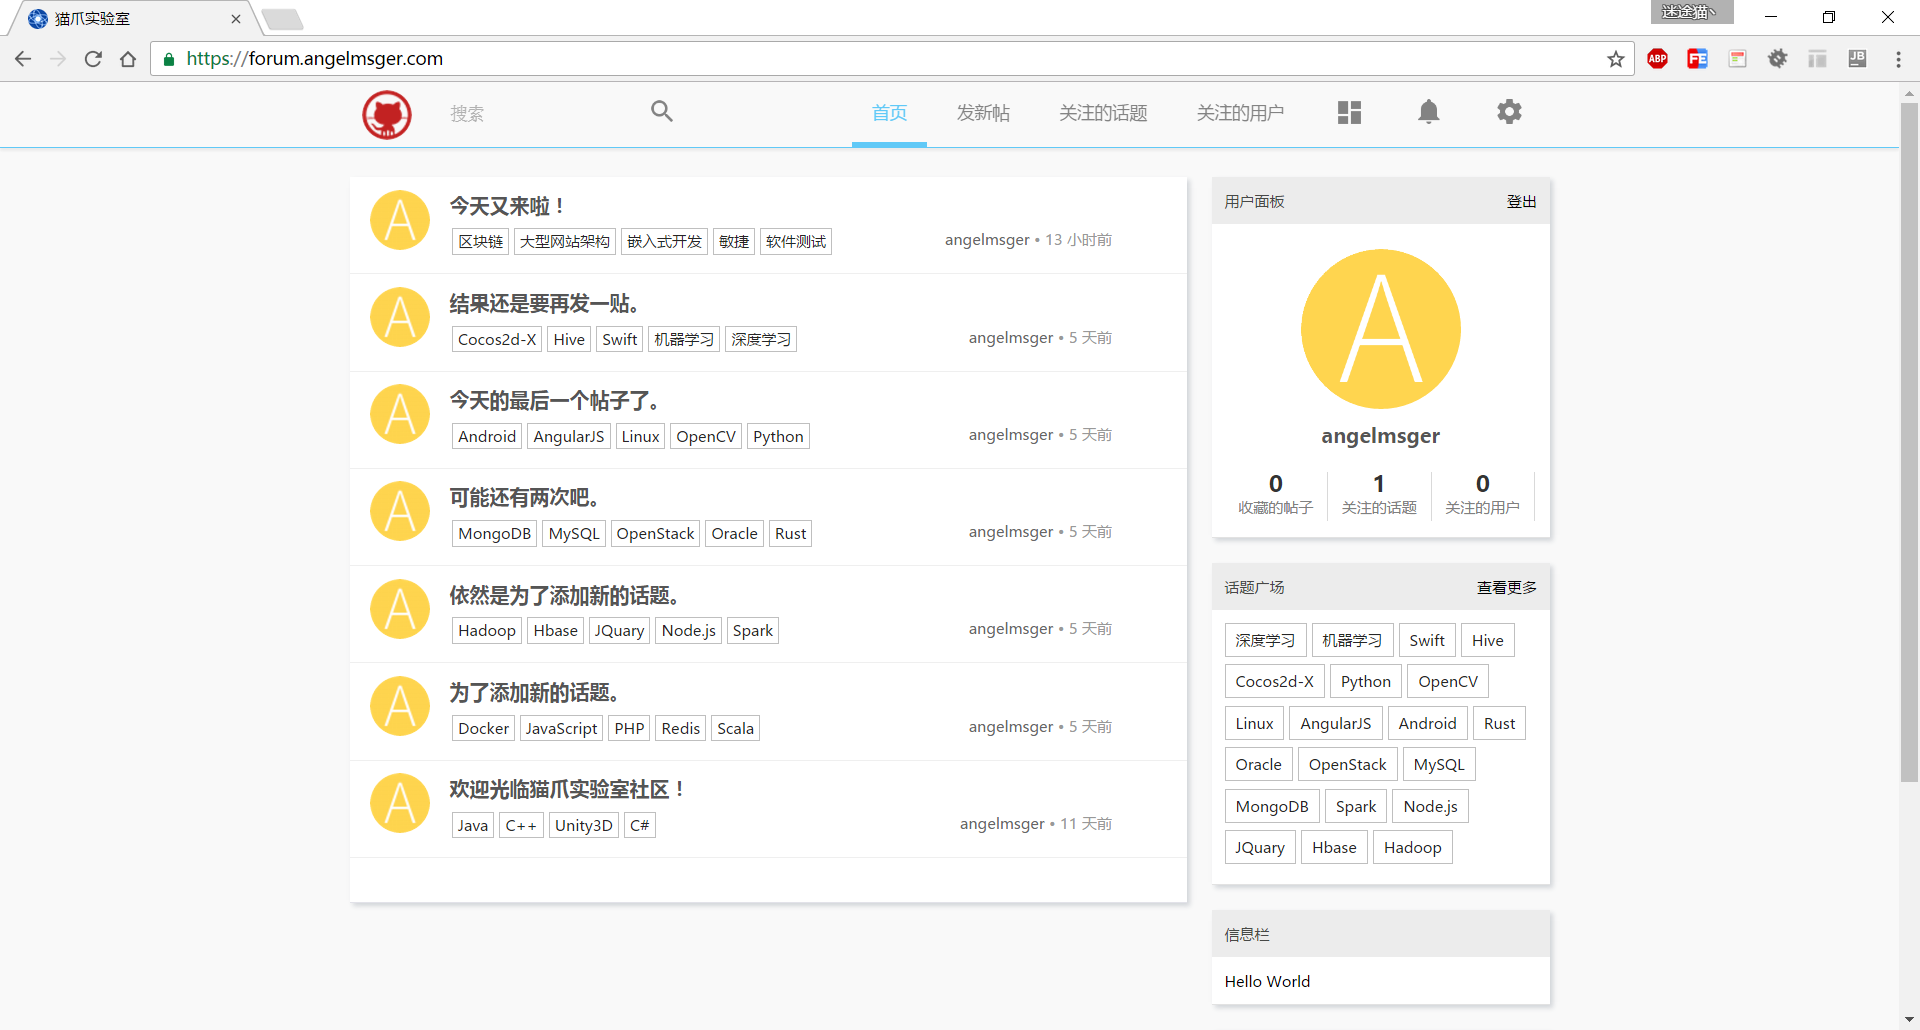 猫爪实验室
迷途猫丶
https://forum.angelmsger.com
ABP
FE
JB
搜索
首页
发新帖
关注的话题
关注的用户
A
今天又来啦！
区块链 大型网站架构 嵌入式开发 敏捷 软件测试
angelmsger • 13 小时前
A
结果还是要再发一贴。
Cocos2d-X Hive Swift 机器学习 深度学习
angelmsger • 5 天前
A
今天的最后一个帖子了。
Android AngularJS Linux OpenCV Python
angelmsger • 5 天前
A
可能还有两次吧。
MongoDB MySQL OpenStack Oracle Rust
angelmsger • 5 天前
A
依然是为了添加新的话题。
Hadoop Hbase JQuary Node.js Spark
angelmsger • 5 天前
A
为了添加新的话题。
Docker JavaScript PHP Redis Scala
angelmsger • 5 天前
A
欢迎光临猫爪实验室社区！
Java C++ Unity3D C#
angelmsger • 11 天前
用户面板 登出
A
angelmsger
0 1 0
收藏的帖子 关注的话题 关注的用户
话题广场 查看更多
深度学习 机器学习 Swift Hive
Cocos2d-X Python OpenCV
Linux AngularJS Android Rust
Oracle OpenStack MySQL
MongoDB Spark Node.js
JQuary Hbase Hadoop
信息栏
Hello World